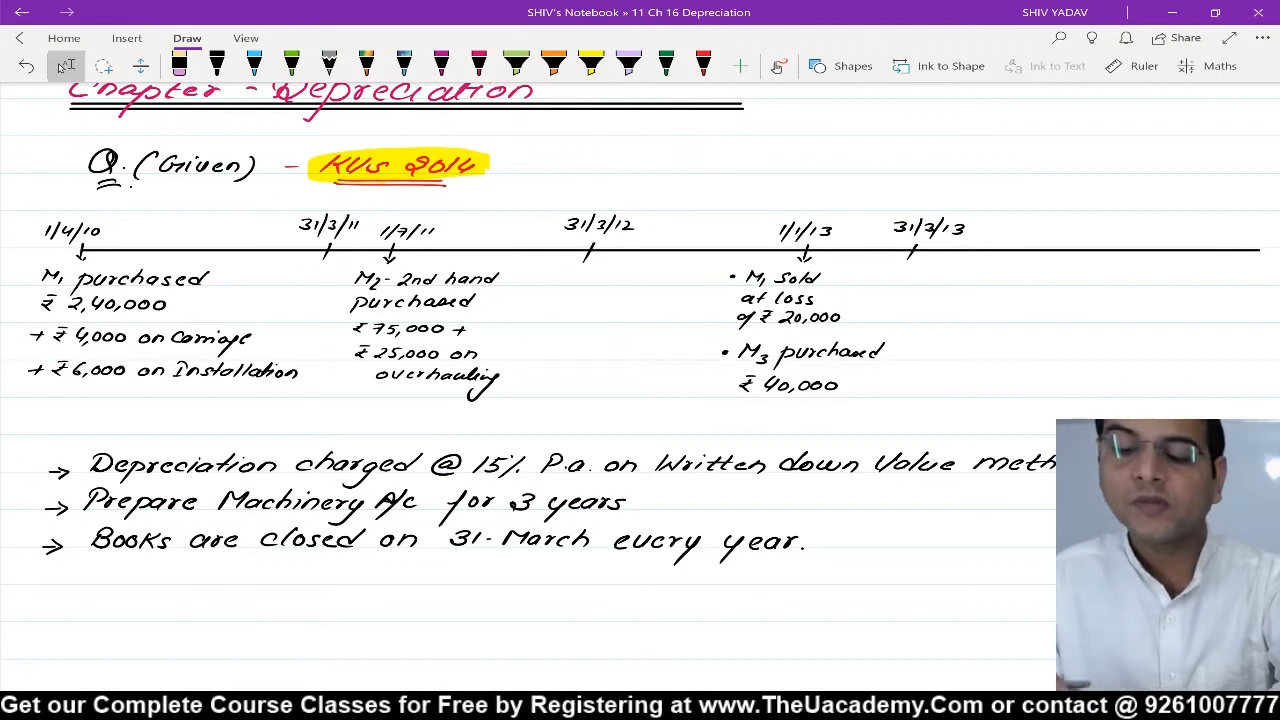 SHIV's Notebook » 11 Ch 16 Depreciation
SHIV YADAV
Home Insert Draw View
Share
Shapes Ink to Shape Ink to Text Ruler Maths
Chapter - Depreciation
Q. (Given) - KVS 2014
1/4/10 31/3/11 1/7/11 31/3/12 1/1/13 31/3/13
M1 purchased
₹ 2,40,000
+ ₹4,000 on Carriage
+ ₹6,000 on Installation
M2 - 2nd hand
purchased
₹75,000 +
₹25,000 on
overhauling
• M1 Sold
at loss
of ₹ 20,000
• M3 purchased
₹ 40,000
→ Depreciation charged @ 15% P.a. on Written down Value meth
→ Prepare Machinery A/c for 3 years
→ Books are closed on 31-March every year.
Get our Complete Course Classes for Free by Registering at www.TheUacademy.Com or contact @ 9261007777